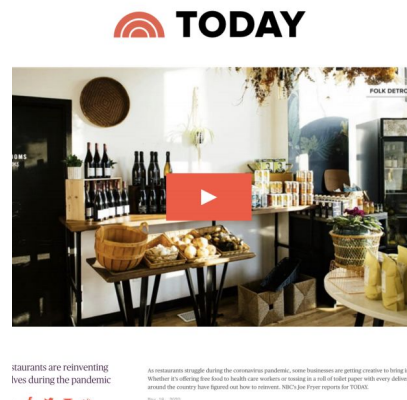 TODAY
FOLK DETRO
OMS
staurants are reinventing
lves during the pandemic
As restaurants struggle during the coronavirus pandemic, some businesses are getting creative to bring i
Whether it's offering free food to health care workers or tossing in a roll of toilet paper with every delive
around the country have figured out how to reinvent. NBC's Joe Fryer reports for TODAY.